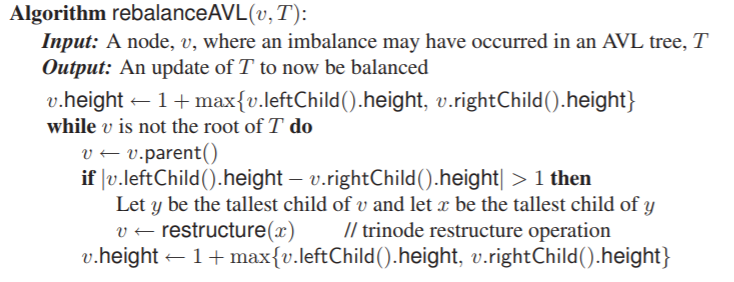 Algorithm rebalanceAVL(v, T):
Input: A node, v, where an imbalance may have occurred in an AVL tree, T
Output: An update of T to now be balanced
v.height ← 1 + max{v.leftChild().height, v.rightChild().height}
while v is not the root of T do
v ← v.parent()
if |v.leftChild().height − v.rightChild().height| > 1 then
Let y be the tallest child of v and let x be the tallest child of y
v ← restructure(x) // trinode restructure operation
v.height ← 1 + max{v.leftChild().height, v.rightChild().height}